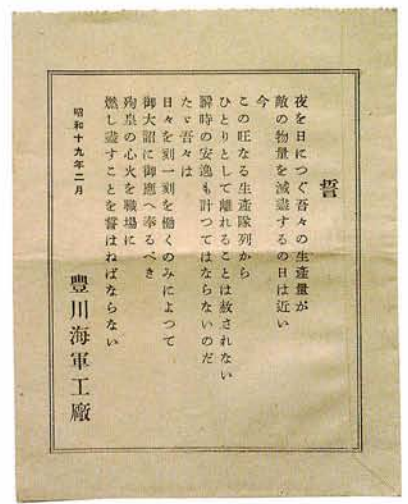 誓
夜を日につぐ吾々の生產量が
敵の物量を滅盡するの日は近い
今
この旺なる生產隊列から
ひとりとして離れることは赦されない
瞬時の安逸も計つてはならないのだ
たゞ吾々は
日々を刻一刻を働くのみによつて
御大詔に御應へ奉るべき
殉皇の心火を職場に
燃し盡すことを誓はねばならない
昭和十九年二月
豐川海軍工廠